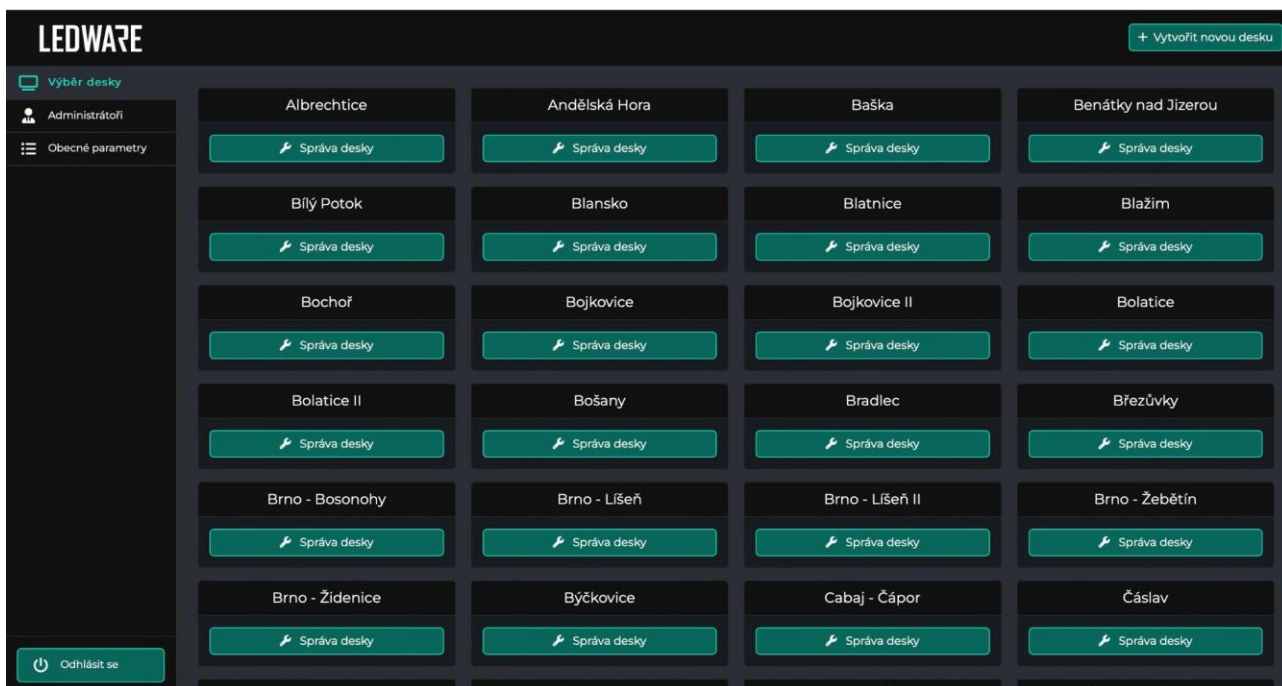 LEDWARE
+ Vytvořit novou desku
Výběr desky
Administrátoři
Obecné parametry
Albrechtice
Andělská Hora
Baška
Benátky nad Jizerou
Správa desky
Správa desky
Správa desky
Správa desky
Bílý Potok
Blansko
Blatnice
Blažim
Správa desky
Správa desky
Správa desky
Správa desky
Bochoř
Bojkovice
Bojkovice II
Bolatice
Správa desky
Správa desky
Správa desky
Správa desky
Bolatice II
Bošany
Bradlec
Březůvky
Správa desky
Správa desky
Správa desky
Správa desky
Brno - Bosonohy
Brno - Líšeň
Brno - Líšeň II
Brno - Žebětín
Správa desky
Správa desky
Správa desky
Správa desky
Brno - Židenice
Býčkovice
Cabaj - Čápor
Čáslav
Správa desky
Správa desky
Správa desky
Správa desky
Odhlásit se